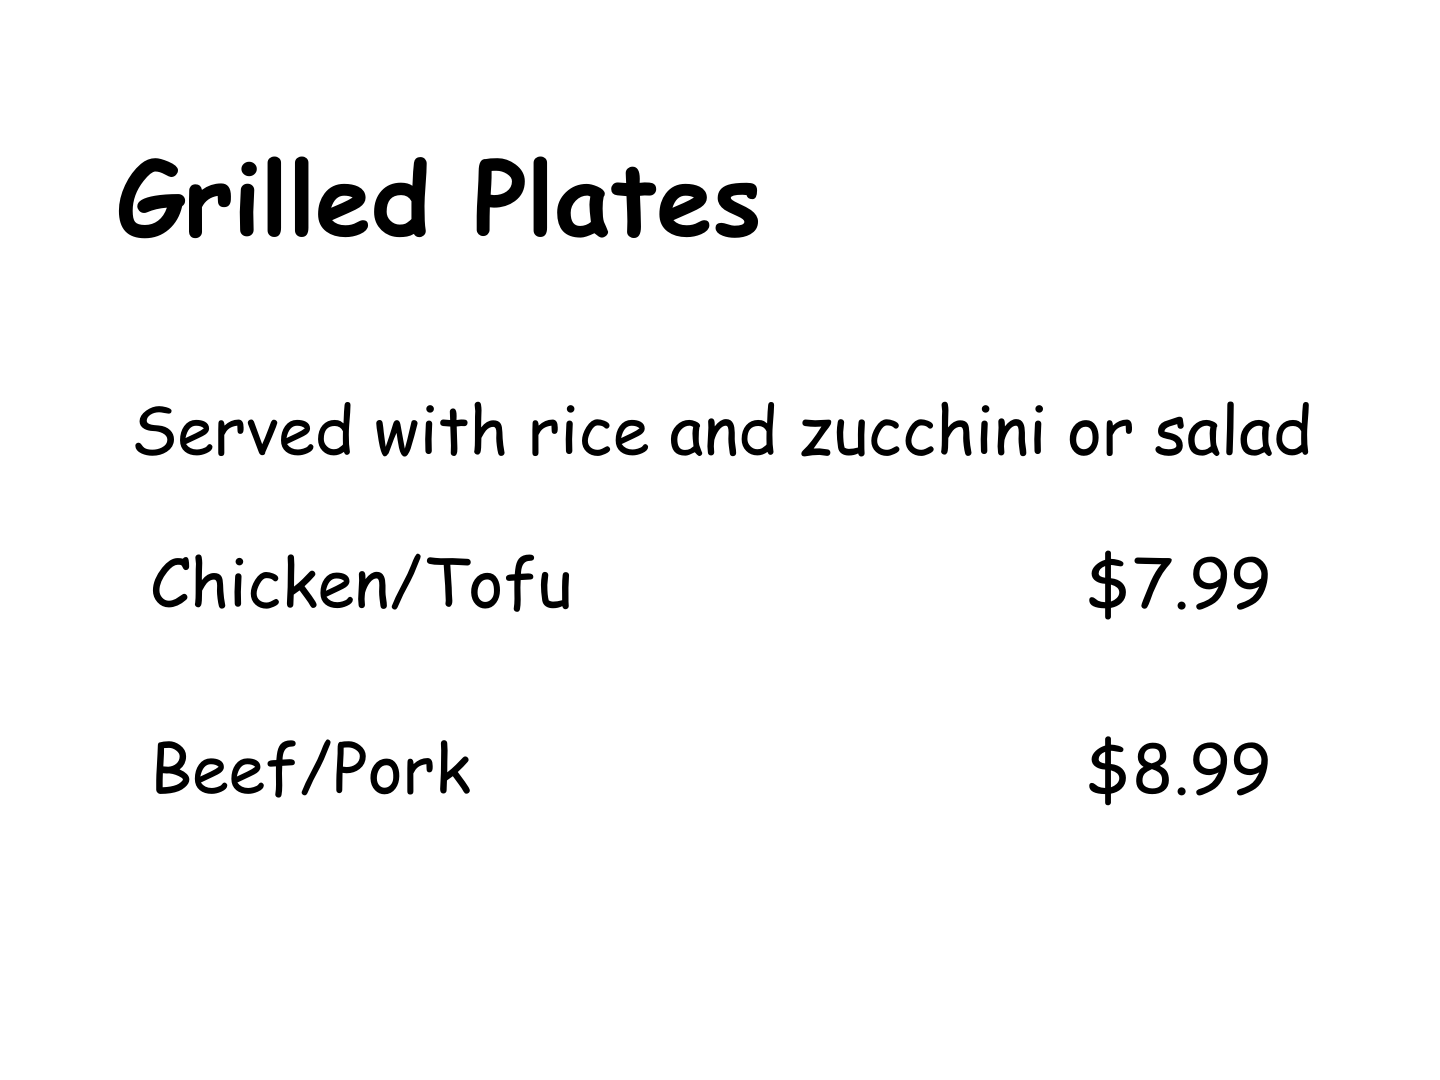 Grilled Plates
Served with rice and zucchini or salad
Chicken/Tofu $7.99
Beef/Pork $8.99